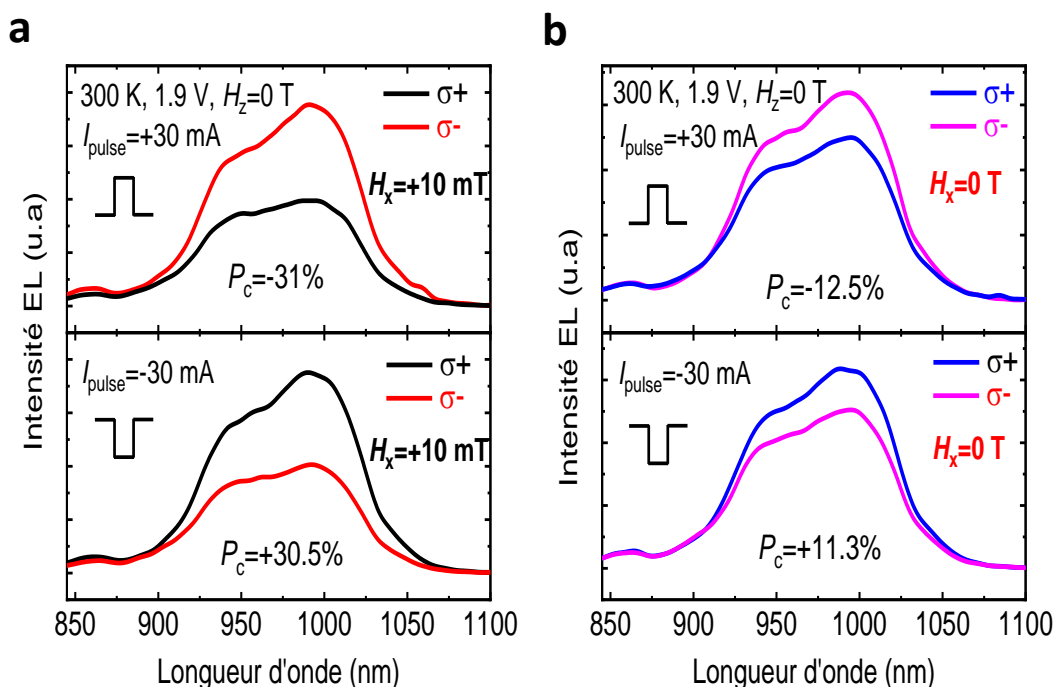 a
300 K, 1.9 V, Hz=0 T
Ipulse=+30 mA
σ+
σ-
Hx=+10 mT
Pc=-31%
Ipulse=-30 mA
σ+
σ-
Hx=+10 mT
Pc=+30.5%
Intensité EL (u.a)
850 900 950 1000 1050 1100
Longueur d'onde (nm)
b
300 K, 1.9 V, Hz=0 T
Ipulse=+30 mA
σ+
σ-
Hx=0 T
Pc=-12.5%
Ipulse=-30 mA
σ+
σ-
Hx=0 T
Pc=+11.3%
Intensité EL (u.a)
850 900 950 1000 1050 1100
Longueur d'onde (nm)